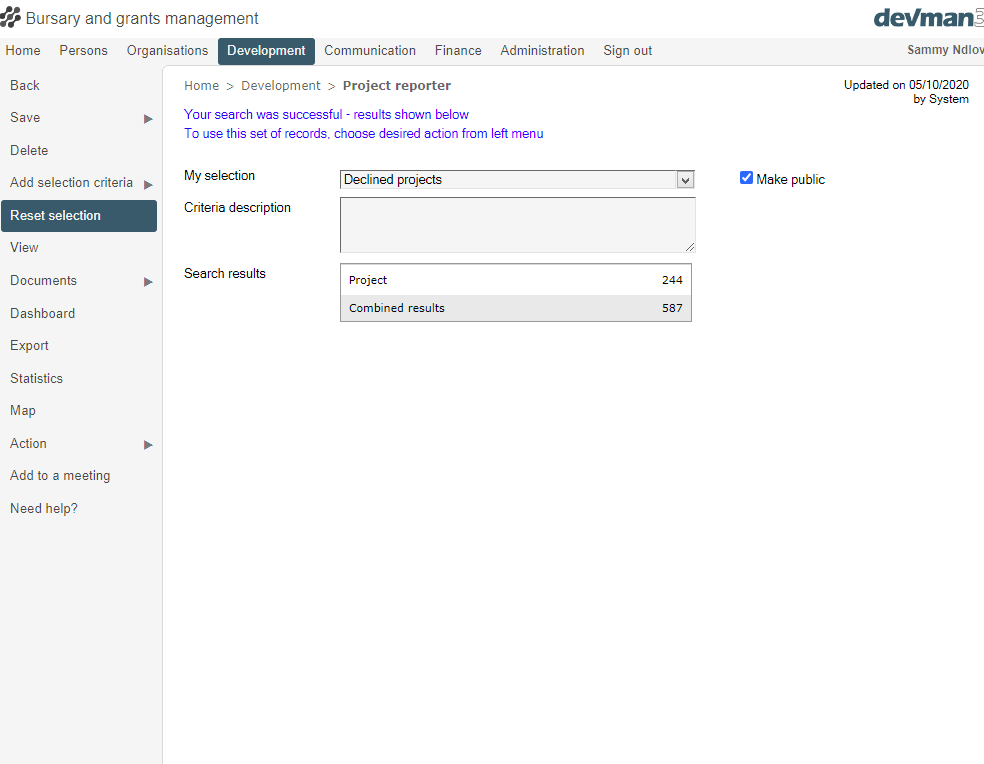 Bursary and grants management
devman 5
Home Persons Organisations Development Communication Finance Administration Sign out Sammy Ndlov
Back
Save
Delete
Add selection criteria
Reset selection
View
Documents
Dashboard
Export
Statistics
Map
Action
Add to a meeting
Need help?
Home > Development > Project reporter
Updated on 05/10/2020
by System
Your search was successful - results shown below
To use this set of records, choose desired action from left menu
My selection Declined projects Make public
Criteria description
Search results
Project 244
Combined results 587